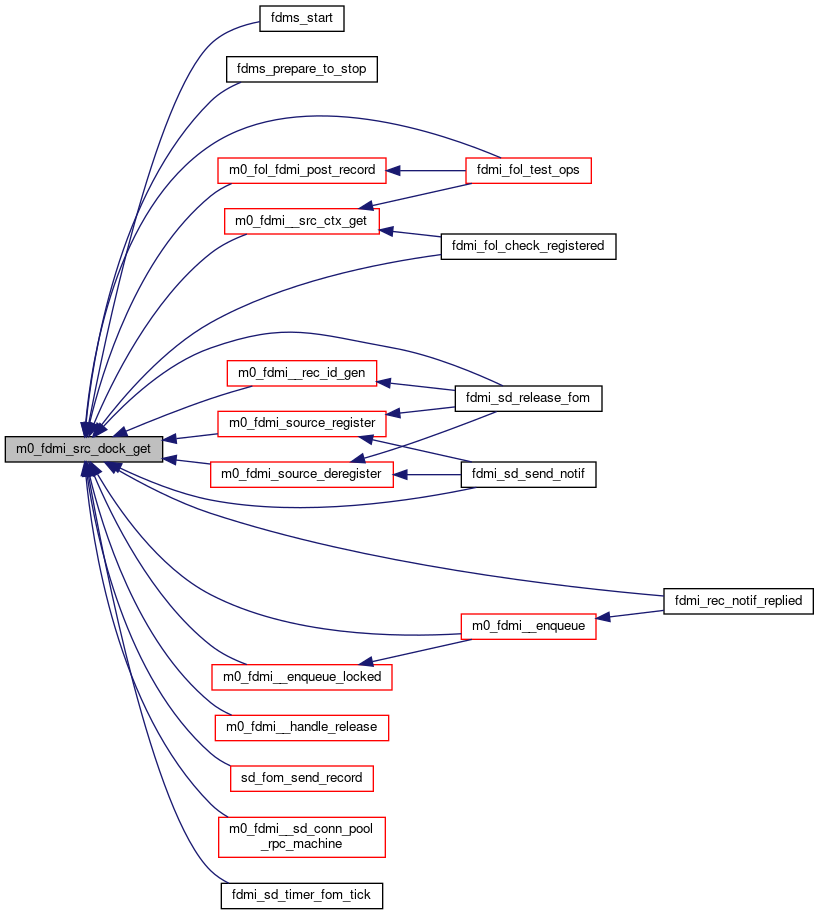 fdms_start
fdms_prepare_to_stop
m0_fol_fdmi_post_record
fdmi_fol_test_ops
m0_fdmi__src_ctx_get
fdmi_fol_check_registered
m0_fdmi__rec_id_gen
fdmi_sd_release_fom
m0_fdmi_source_register
m0_fdmi_src_dock_get
m0_fdmi_source_deregister
fdmi_sd_send_notif
fdmi_rec_notif_replied
m0_fdmi__enqueue
m0_fdmi__enqueue_locked
m0_fdmi__handle_release
sd_fom_send_record
m0_fdmi__sd_conn_pool
_rpc_machine
fdmi_sd_timer_fom_tick